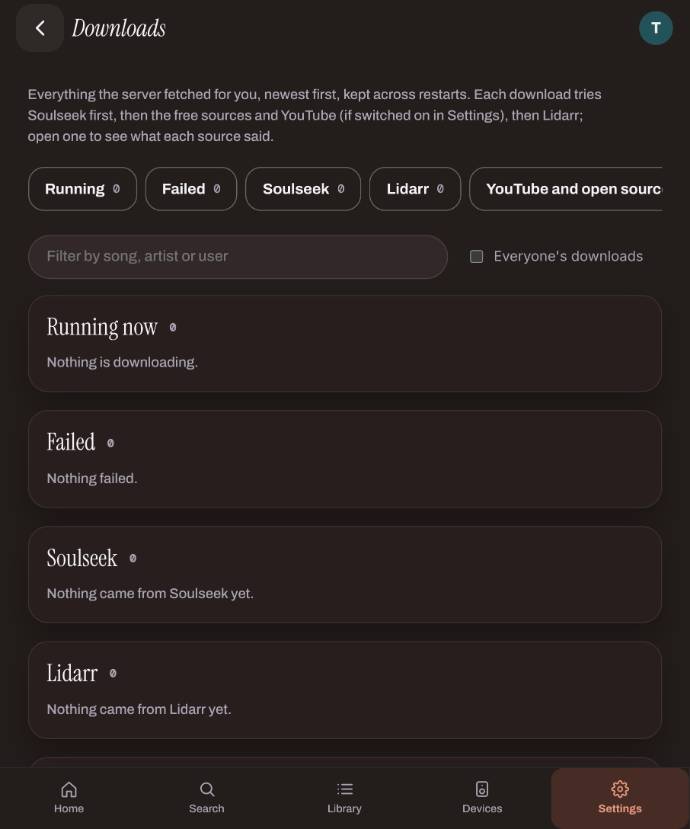 Downloads
T
Everything the server fetched for you, newest first, kept across restarts. Each download tries
Soulseek first, then the free sources and YouTube (if switched on in Settings), then Lidarr;
open one to see what each source said.
Running 0
Failed 0
Soulseek 0
Lidarr 0
YouTube and open sourc
Filter by song, artist or user
Everyone's downloads
Running now 0
Nothing is downloading.
Failed 0
Nothing failed.
Soulseek 0
Nothing came from Soulseek yet.
Lidarr 0
Nothing came from Lidarr yet.
Home
Search
Library
Devices
Settings